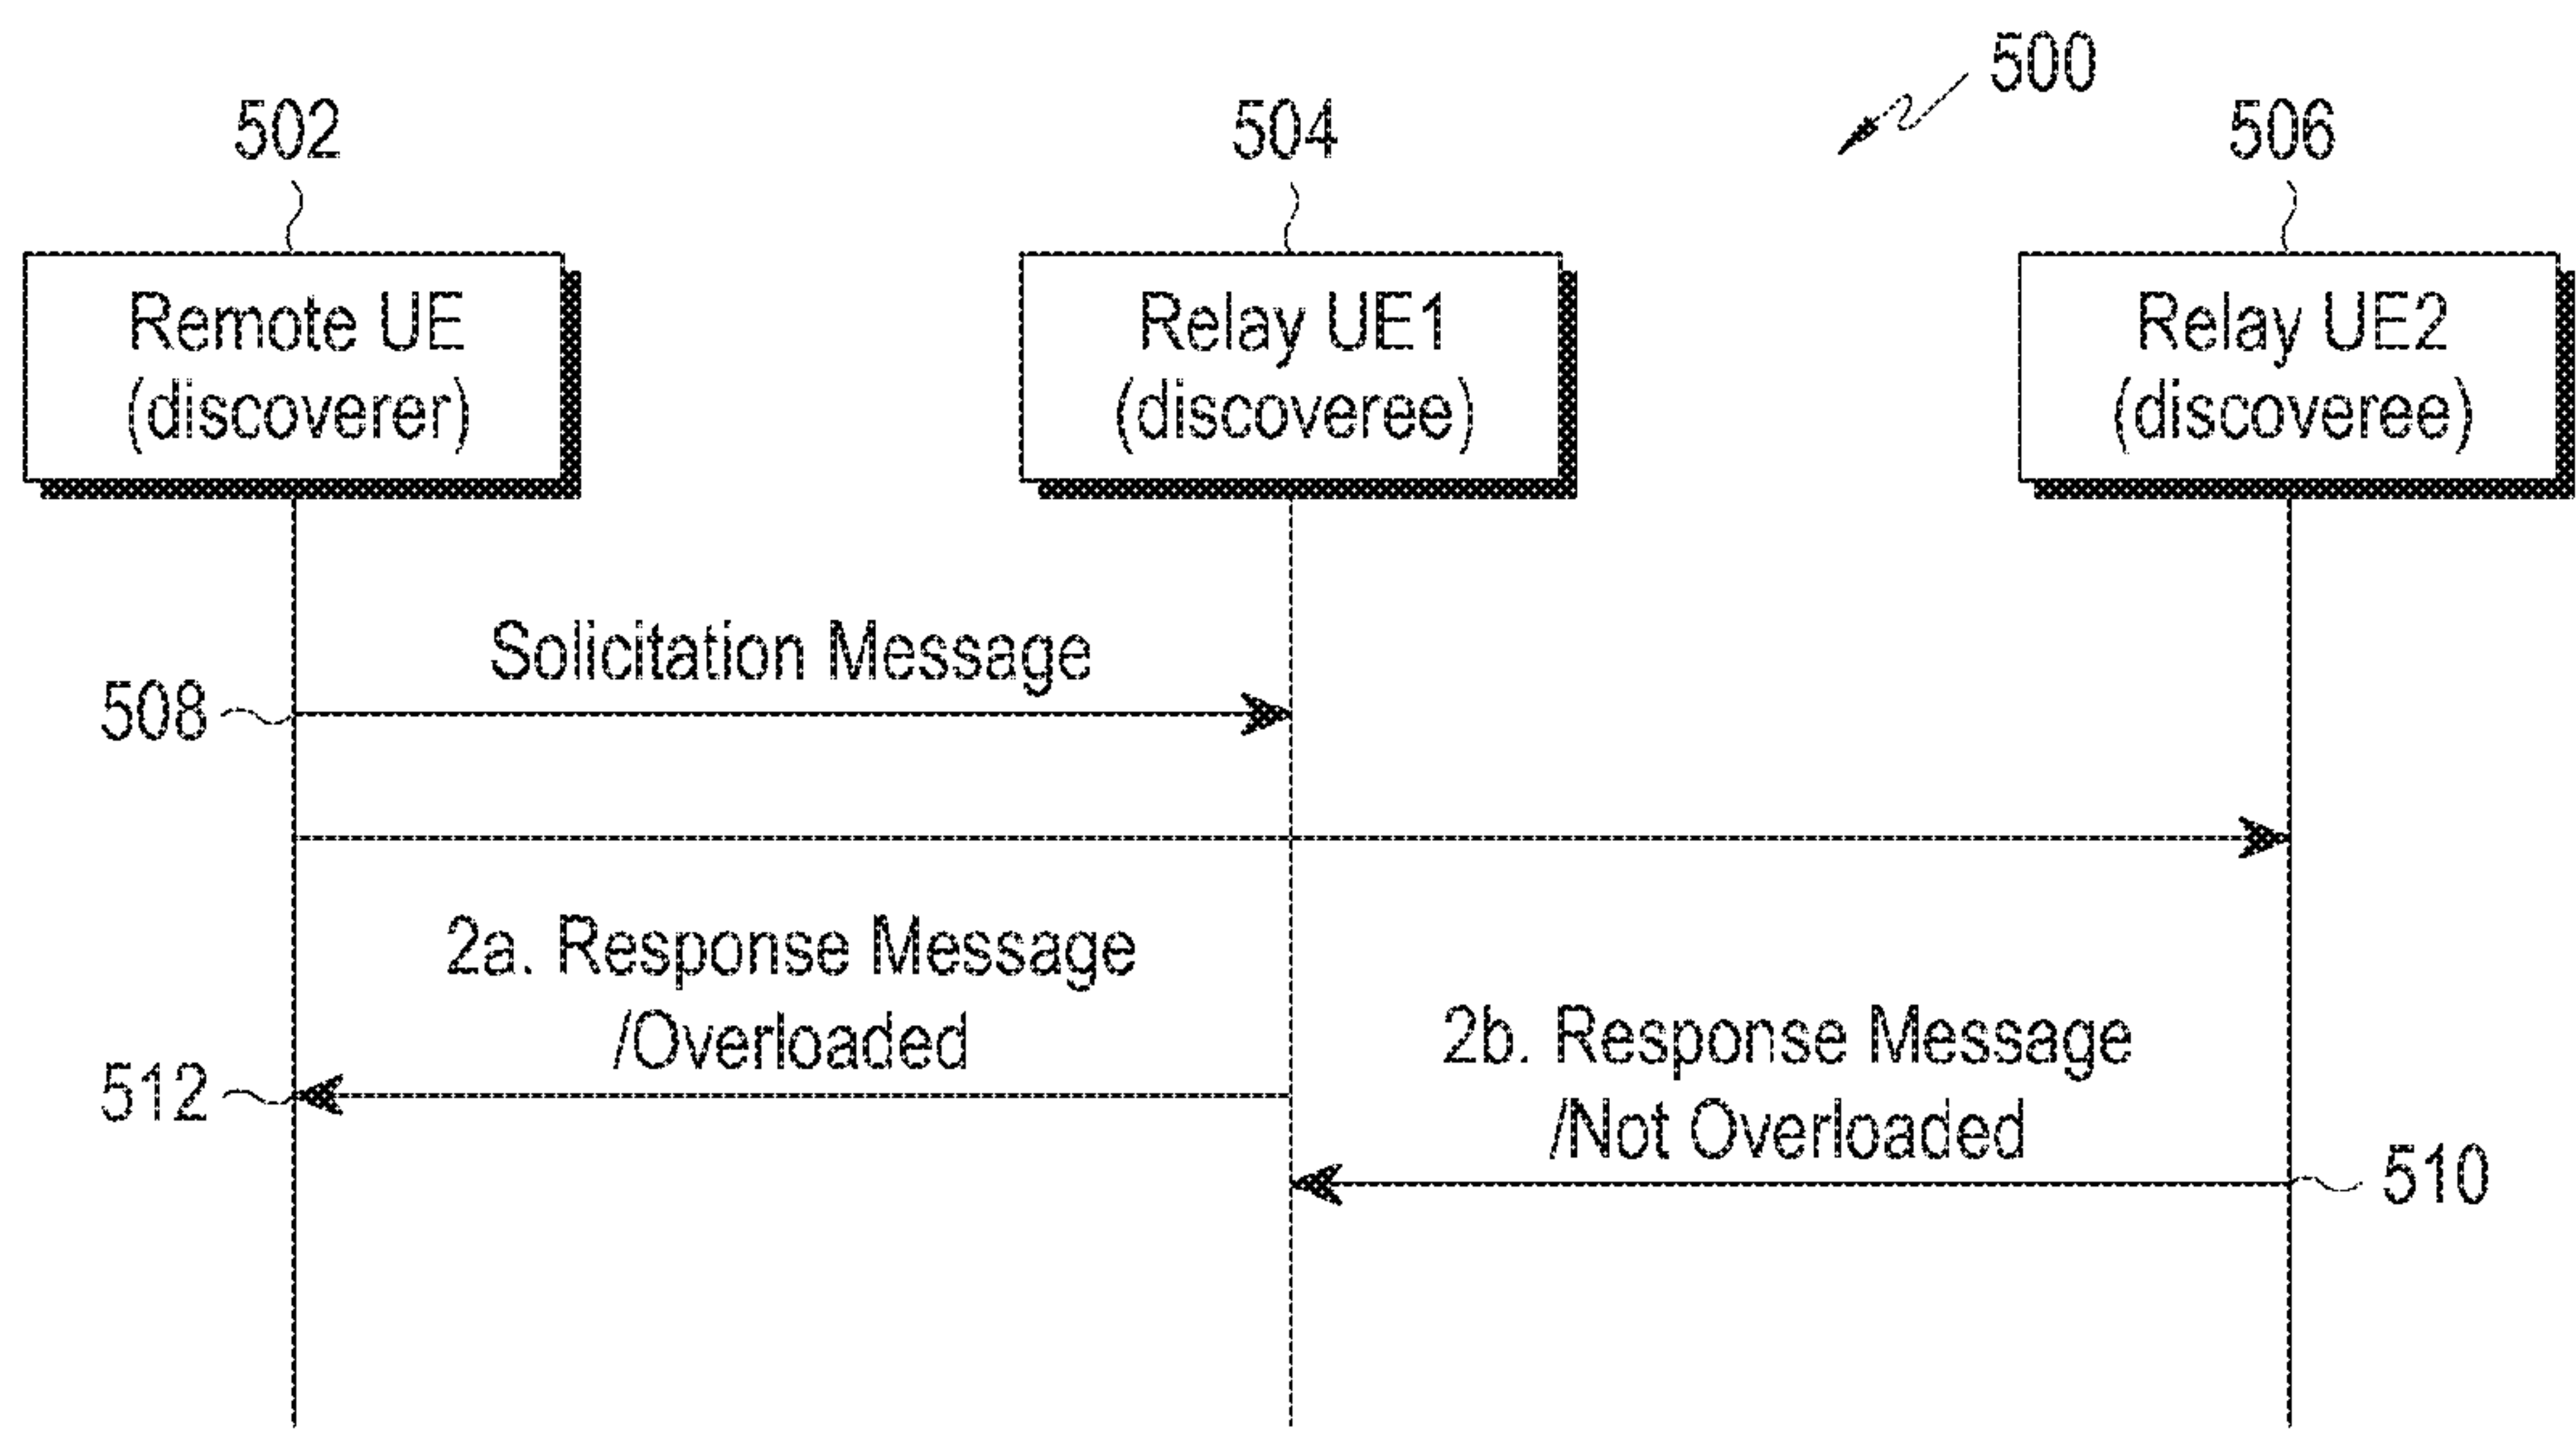 500
502
504
506
Remote UE
(discoverer)
Relay UE1
(discoveree)
Relay UE2
(discoveree)
Solicitation Message
508
2a. Response Message
/Overloaded
512
2b. Response Message
/Not Overloaded
510